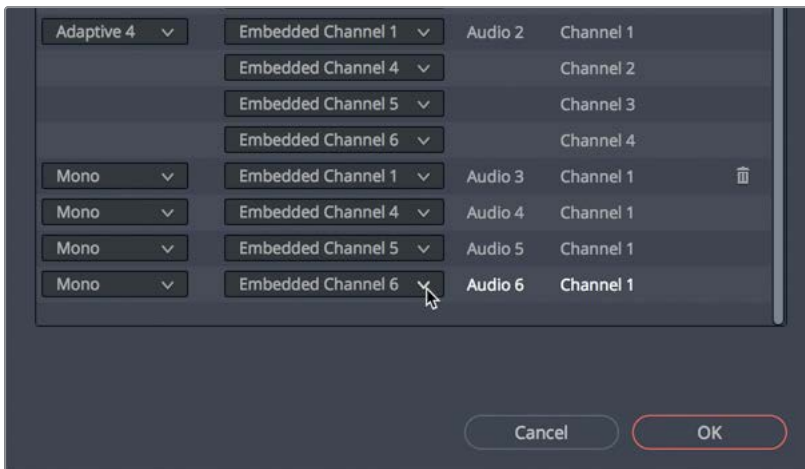 Adaptive 4 Embedded Channel 1 Audio 2 Channel 1
Embedded Channel 4 Channel 2
Embedded Channel 5 Channel 3
Embedded Channel 6 Channel 4
Mono Embedded Channel 1 Audio 3 Channel 1
Mono Embedded Channel 4 Audio 4 Channel 1
Mono Embedded Channel 5 Audio 5 Channel 1
Mono Embedded Channel 6 Audio 6 Channel 1
Cancel OK